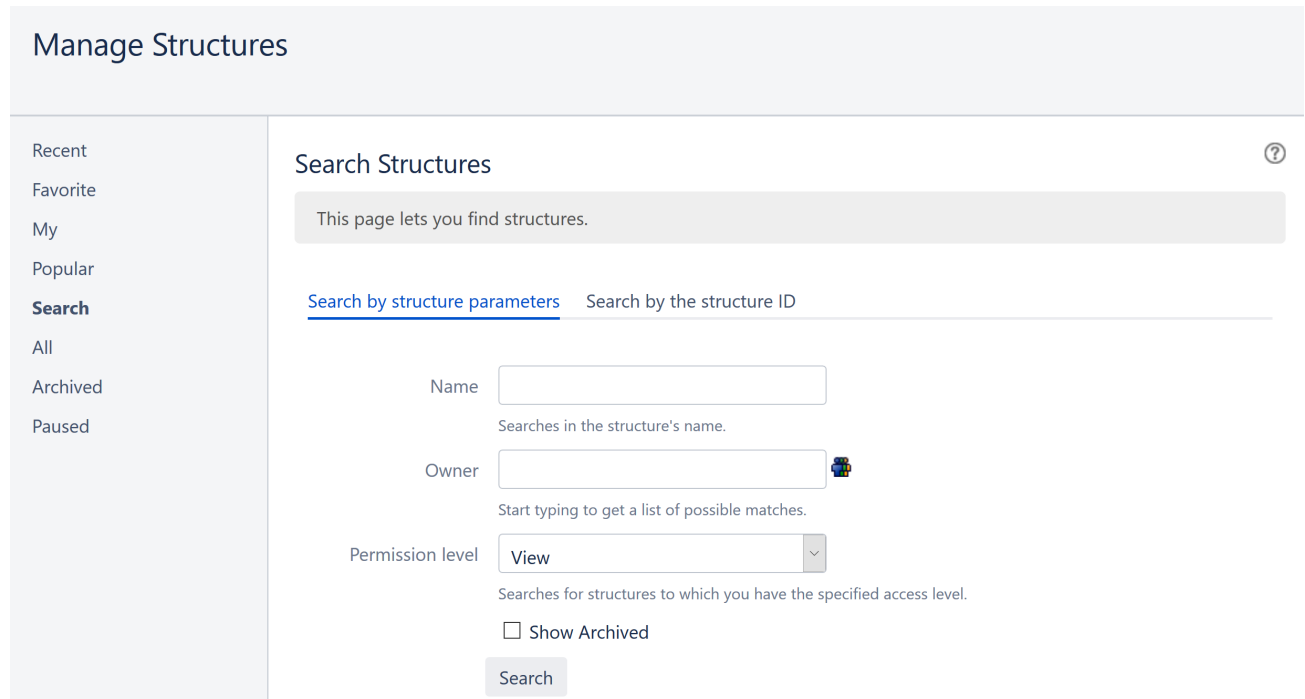 Manage Structures
Recent
Favorite
My
Popular
Search
All
Archived
Paused
Search Structures
?
This page lets you find structures.
Search by structure parameters Search by the structure ID
Name
Searches in the structure's name.
Owner
Start typing to get a list of possible matches.
Permission level View
Searches for structures to which you have the specified access level.
Show Archived
Search